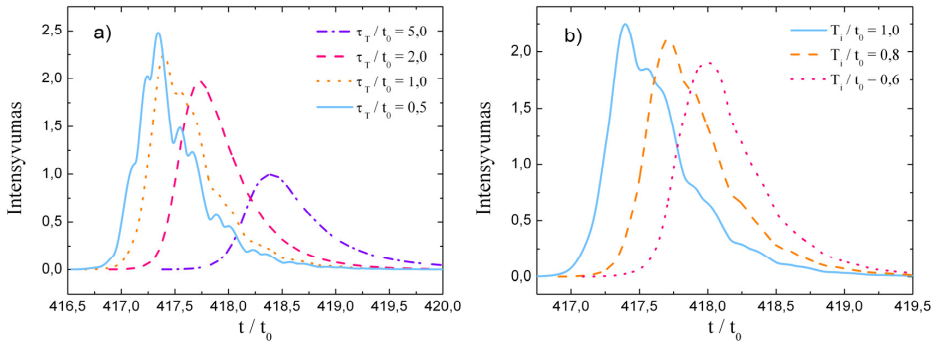 a)
τT / t0 = 5,0
τT / t0 = 2,0
τT / t0 = 1,0
τT / t0 = 0,5
Intensyvumas
2,5
2,0
1,5
1,0
0,5
0,0
416,5 417,0 417,5 418,0 418,5 419,0 419,5 420,0
t / t0
b)
Ti / t0 = 1,0
Ti / t0 = 0,8
Ti / t0 – 0,6
Intensyvumas
2,0
1,5
1,0
0,5
0,0
417,0 417,5 418,0 418,5 419,0 419,5
t / t0